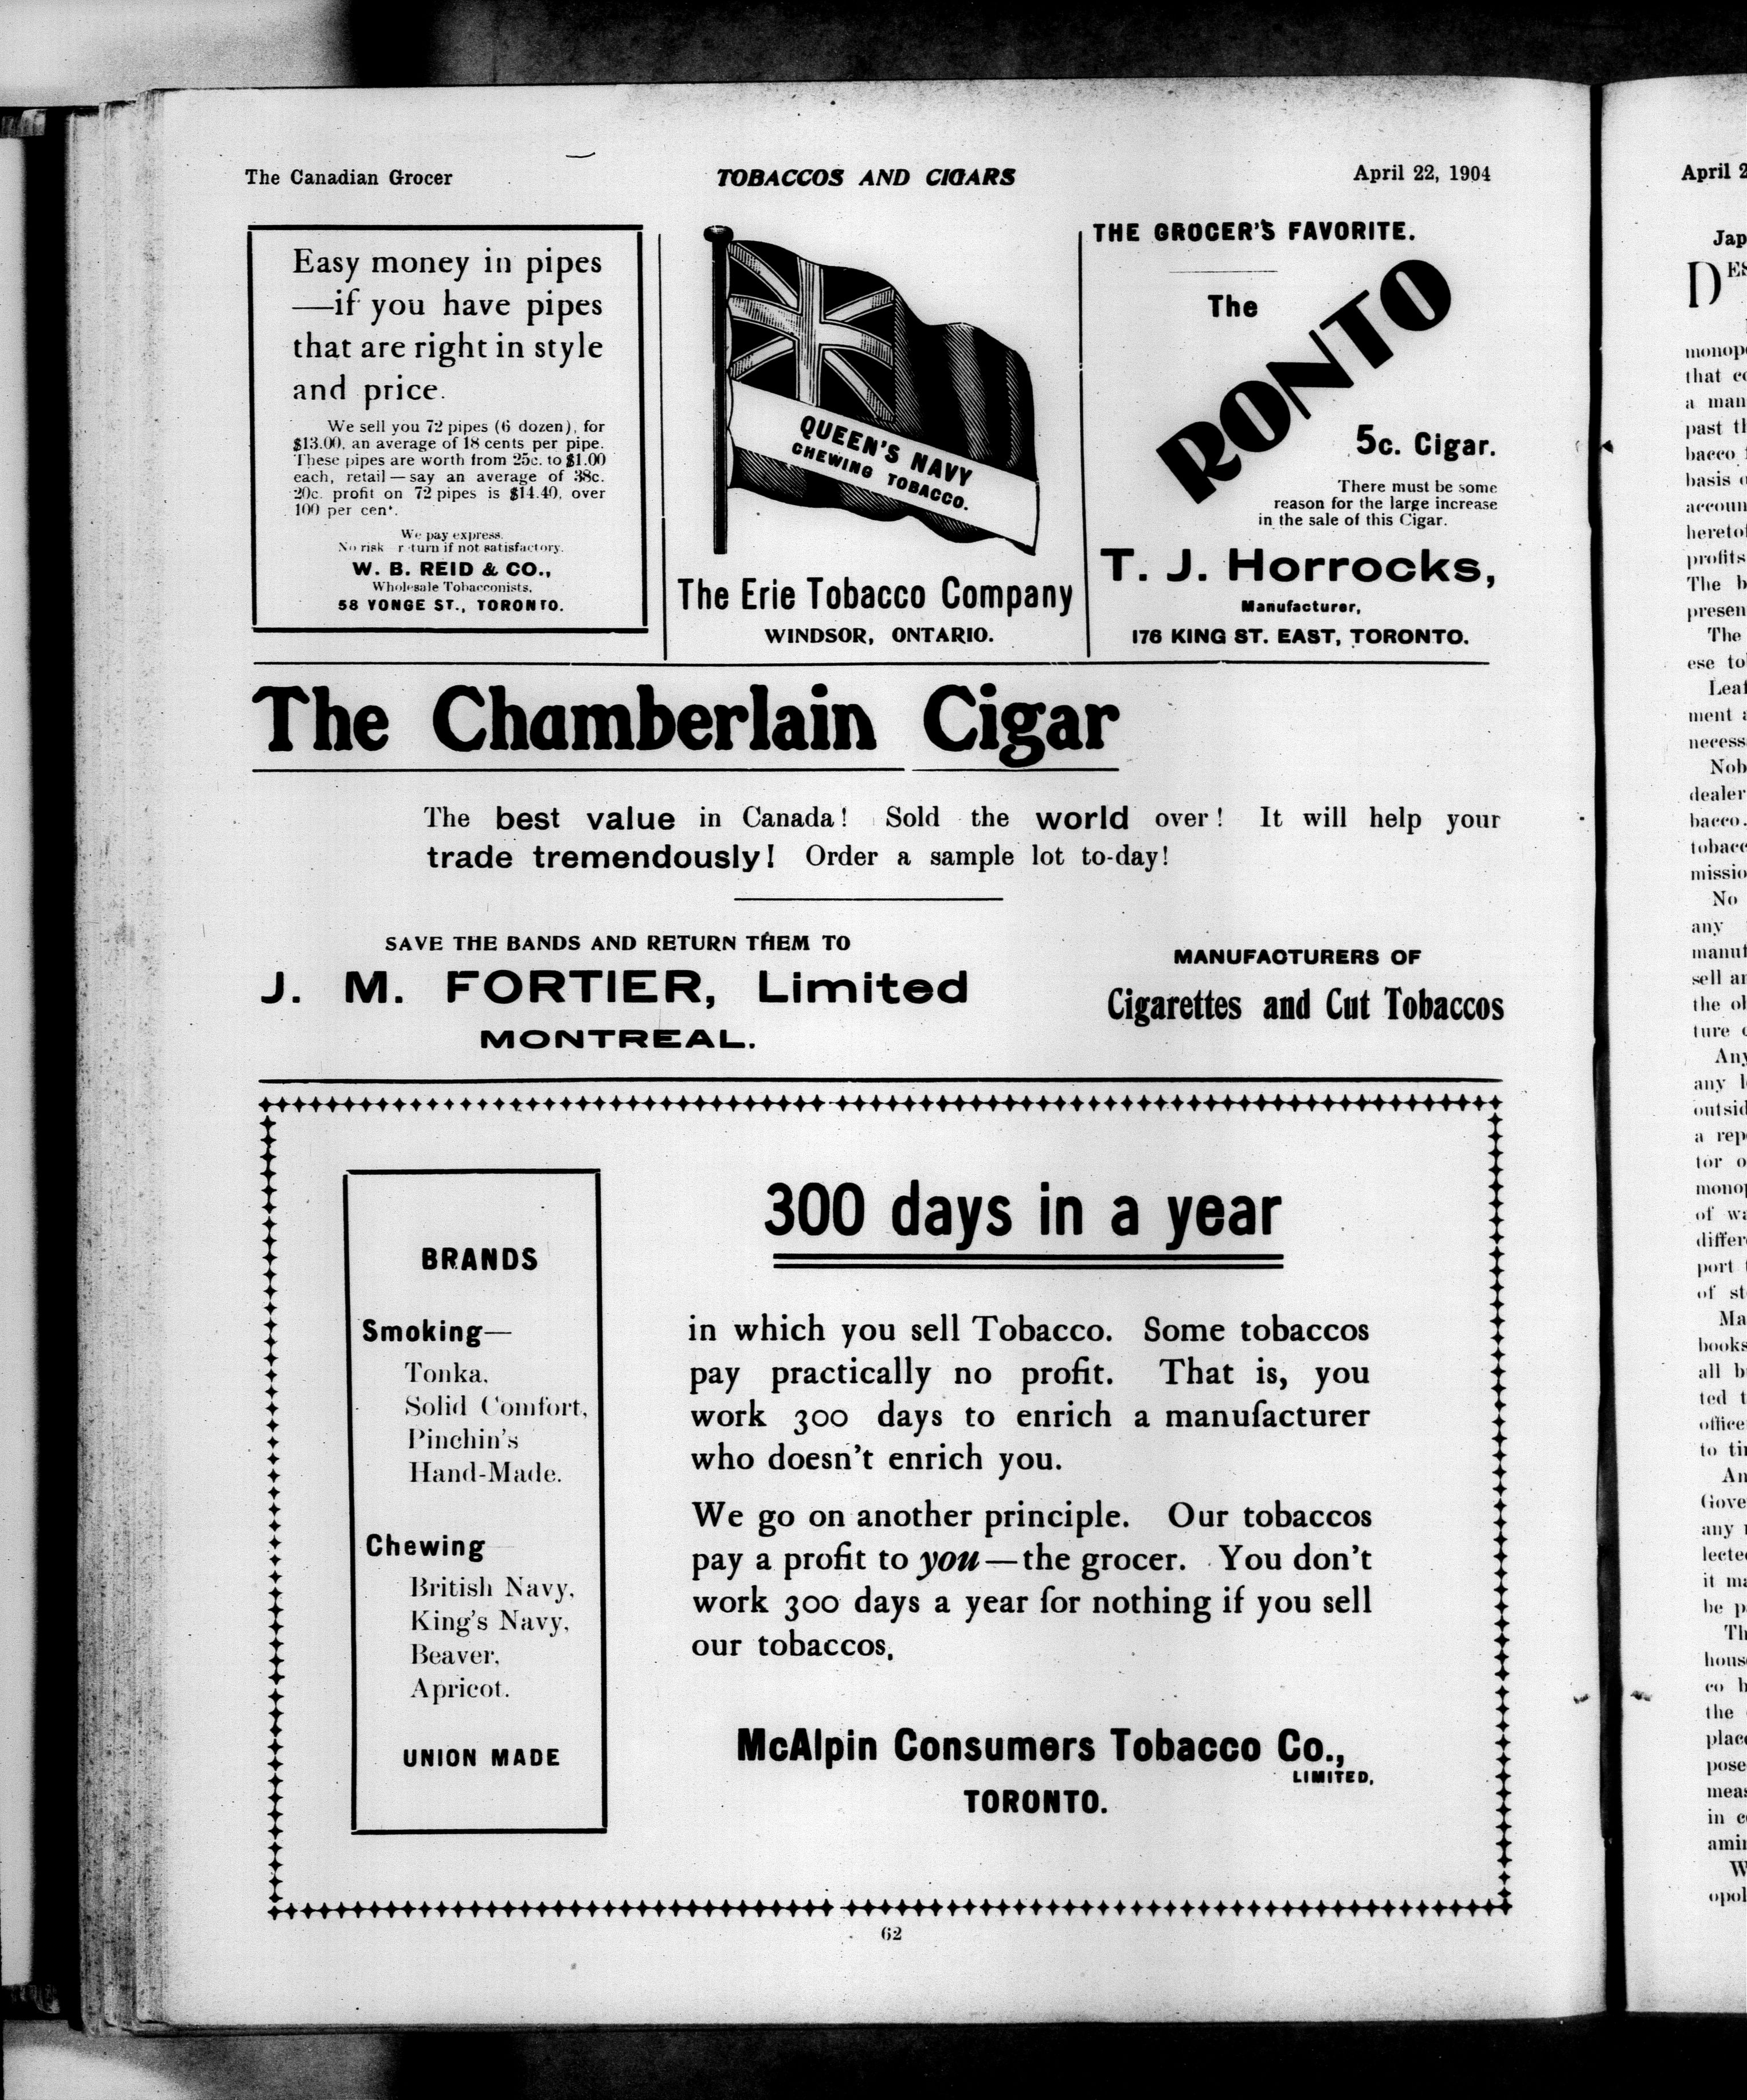 The Canadian Grocer
TOBACCOS AND CIGARS
April 22, 1904
Easy money in pipes
—if you have pipes
that are right in style
and price.
We sell you 72 pipes (6 dozen), for
$13.00, an average of 18 cents per pipe.
These pipes are worth from 25c. to $1.00
each, retail—say an average of 38c.
20c. profit on 72 pipes is $14.40, over
100 per cent.
We pay express.
No risk return if not satisfactory.
W. B. REID & CO.,
Wholesale Tobacconists,
58 YONGE ST., TORONTO.
QUEEN'S NAVY
CHEWING TOBACCO.
The Erie Tobacco Company
WINDSOR, ONTARIO.
THE GROCER'S FAVORITE.
The
RONTO
5c. Cigar.
There must be some
reason for the large increase
in the sale of this Cigar.
T. J. Horrocks,
Manufacturer,
176 KING ST. EAST, TORONTO.
The Chamberlain Cigar
The best value in Canada! Sold the world over! It will help your
trade tremendously! Order a sample lot to-day!
SAVE THE BANDS AND RETURN THEM TO
J. M. FORTIER, Limited
MONTREAL.
MANUFACTURERS OF
Cigarettes and Cut Tobaccos
BRANDS
Smoking—
Tonka,
Solid Comfort,
Pinchin's
Hand-Made.
Chewing
British Navy,
King's Navy,
Beaver,
Apricot.
UNION MADE
300 days in a year
in which you sell Tobacco. Some tobaccos
pay practically no profit. That is, you
work 300 days to enrich a manufacturer
who doesn't enrich you.
We go on another principle. Our tobaccos
pay a profit to you—the grocer. You don't
work 300 days a year for nothing if you sell
our tobaccos.
McAlpin Consumers Tobacco Co.,
LIMITED,
TORONTO.
62